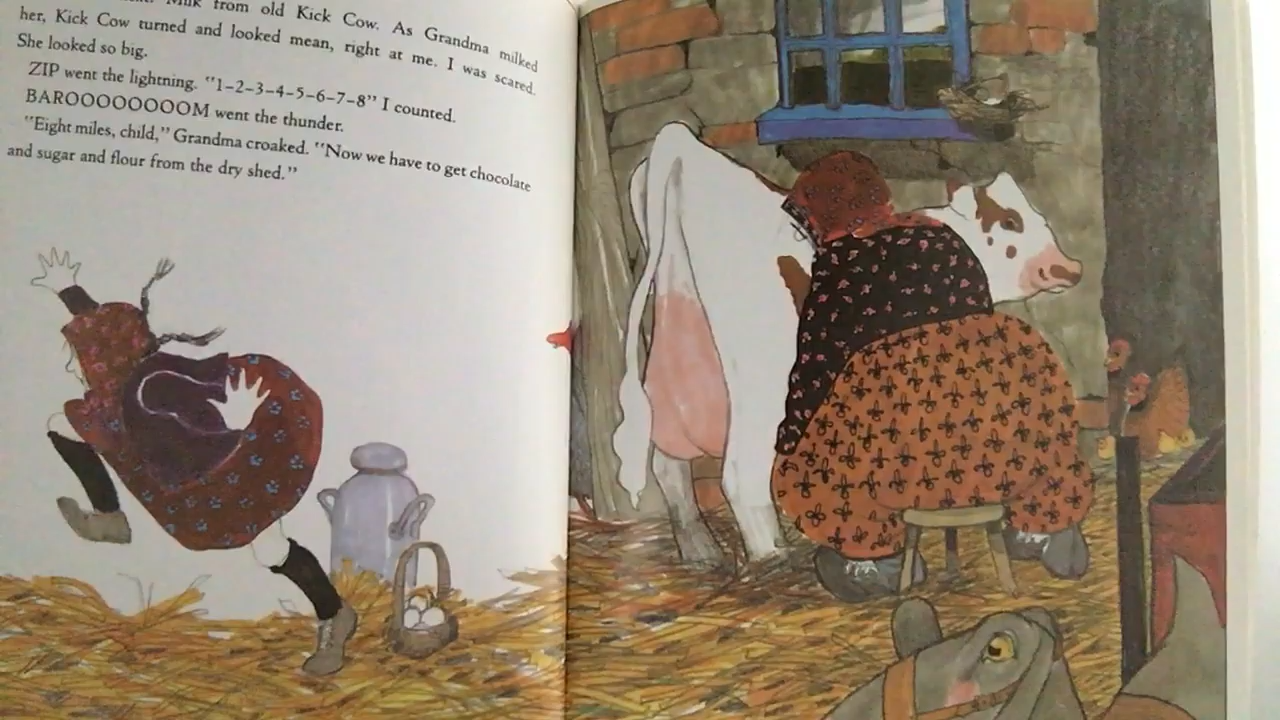 Milk from old Kick Cow. As Grandma milked
her, Kick Cow turned and looked mean, right at me. I was scared.
She looked so big.
ZIP went the lightning. "1–2–3–4–5–6–7–8" I counted.
BAROOOOOOOOM went the thunder.
"Eight miles, child," Grandma croaked. "Now we have to get chocolate
and sugar and flour from the dry shed."